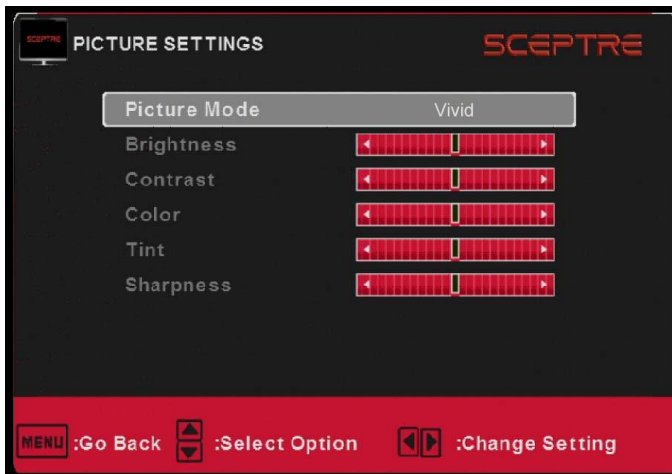 SCEPTRE
PICTURE SETTINGS
SCEPTRE
Picture Mode Vivid
Brightness
Contrast
Color
Tint
Sharpness
MENU :Go Back :Select Option :Change Setting